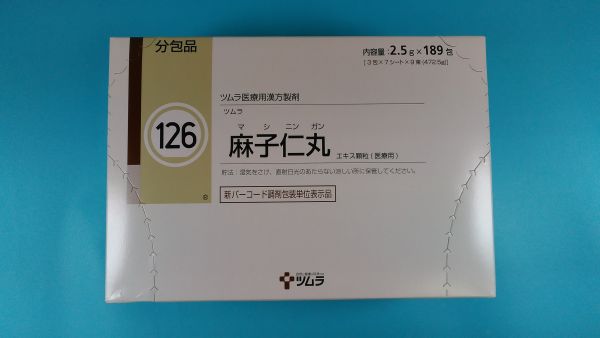 分包品
内容量:2.5g×189包
[3包×7シート×9束(472.5g)]
ツムラ医療用漢方製剤
ツムラ
126
マ シ ニン ガン
麻子仁丸 エキス顆粒(医療用)
貯法:湿気をさけ、直射日光のあたらない涼しい所に保管してください。
新バーコード調剤包装単位表示品
®
ツムラ